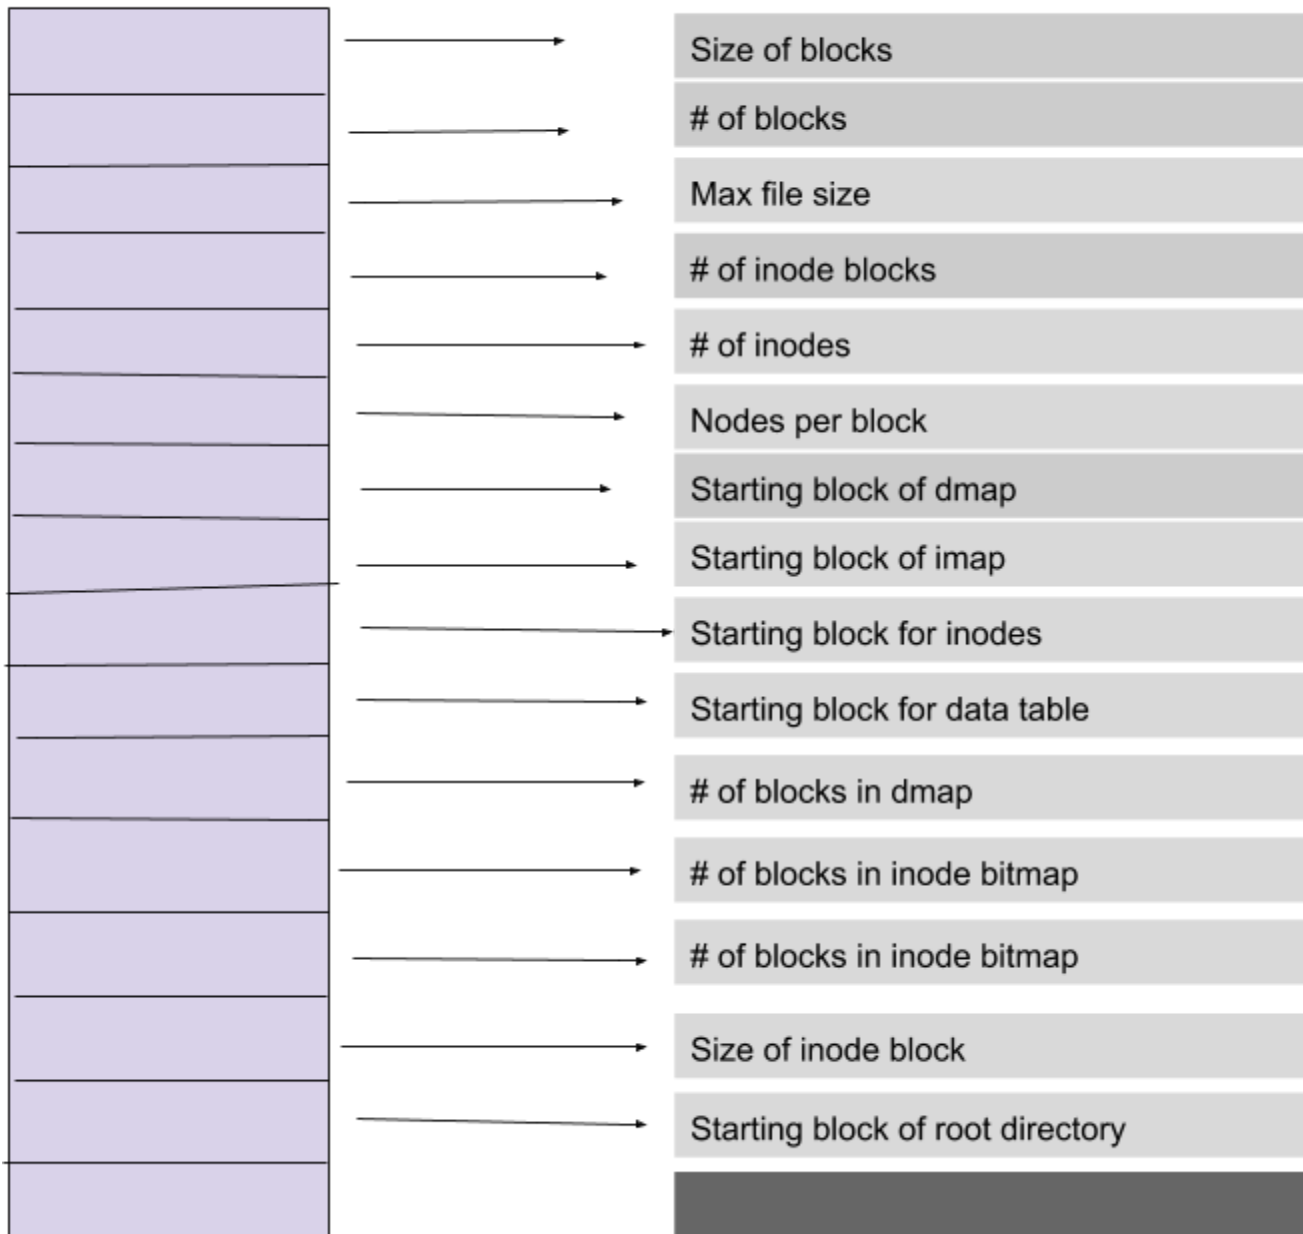 Size of blocks
# of blocks
Max file size
# of inode blocks
# of inodes
Nodes per block
Starting block of dmap
Starting block of imap
Starting block for inodes
Starting block for data table
# of blocks in dmap
# of blocks in inode bitmap
# of blocks in inode bitmap
Size of inode block
Starting block of root directory